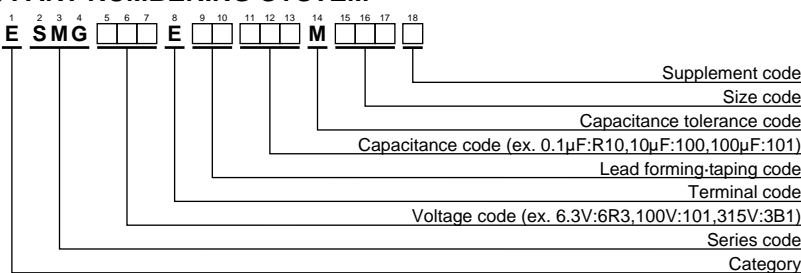 1 2 3 4 5 6 7 8 9 10 11 12 13 14 15 16 17 18
E SMG E M
Supplement code
Size code
Capacitance tolerance code
Capacitance code (ex. 0.1µF:R10,10µF:100,100µF:101)
Lead forming·taping code
Terminal code
Voltage code (ex. 6.3V:6R3,100V:101,315V:3B1)
Series code
Category